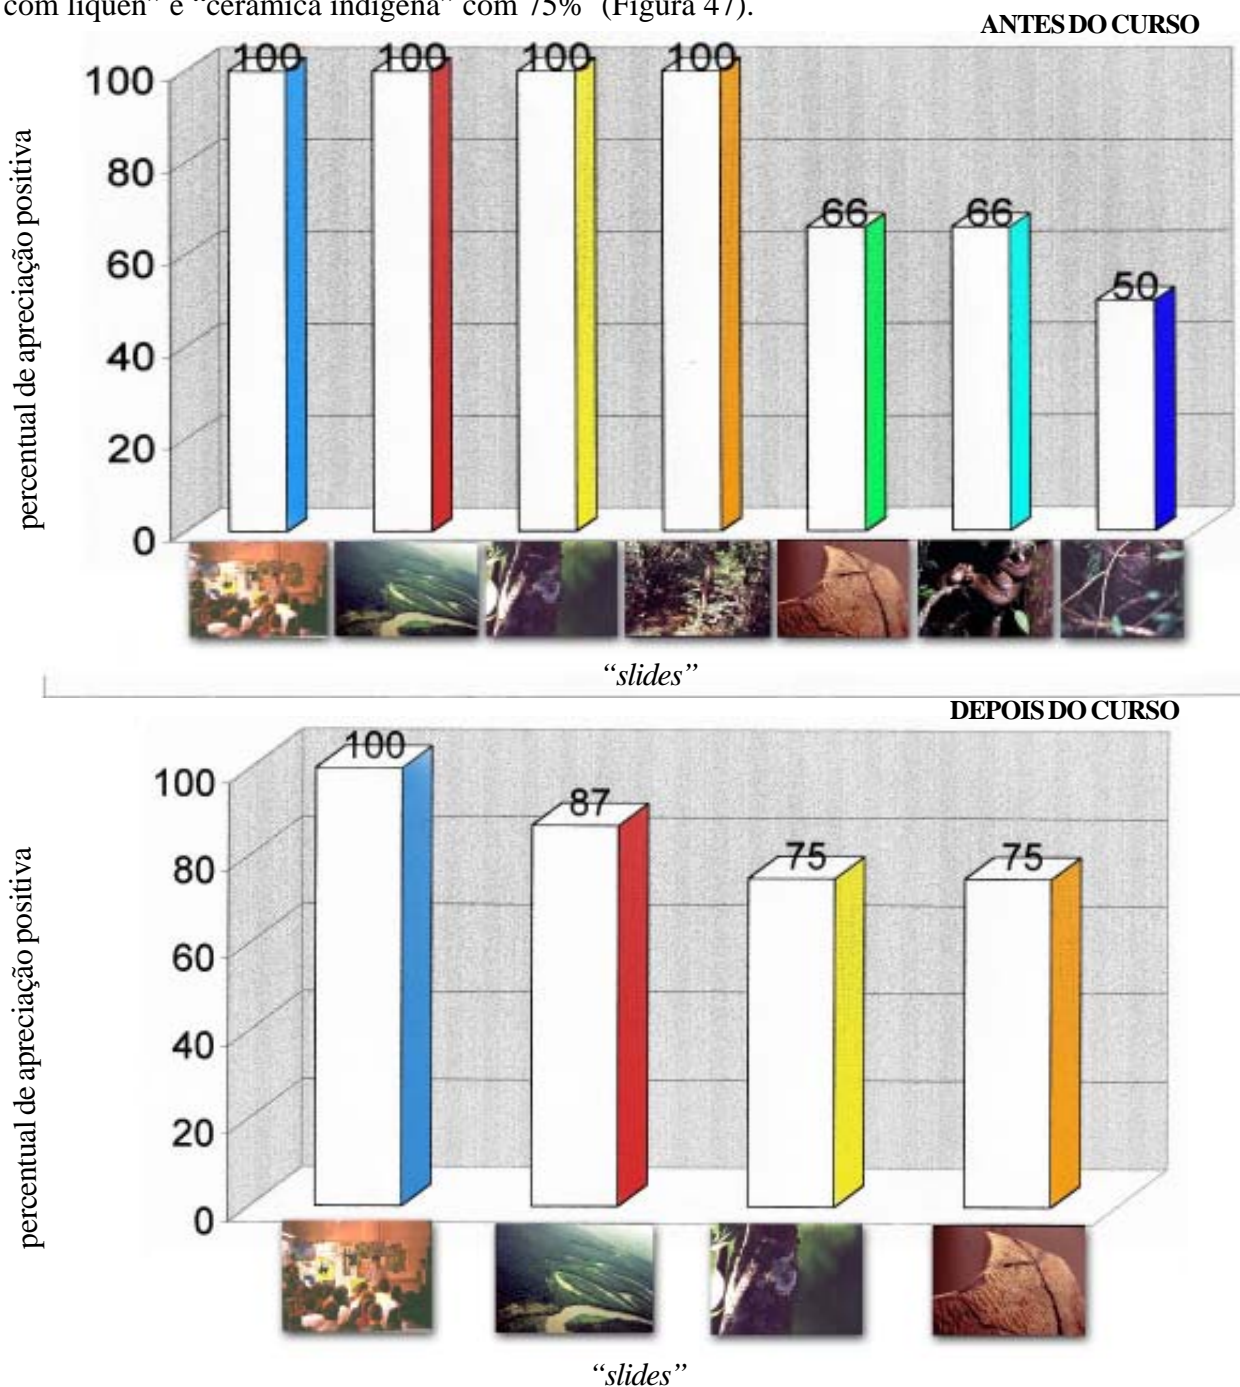 com líquen” e “cerâmica indígena” com 75% (Figura 47).
ANTES DO CURSO
percentual de apreciação positiva
100
80
60
40
20
0
100 100 100 100 66 66 50
“slides”
DEPOIS DO CURSO
percentual de apreciação positiva
100
80
60
40
20
0
100 87 75 75
“slides”